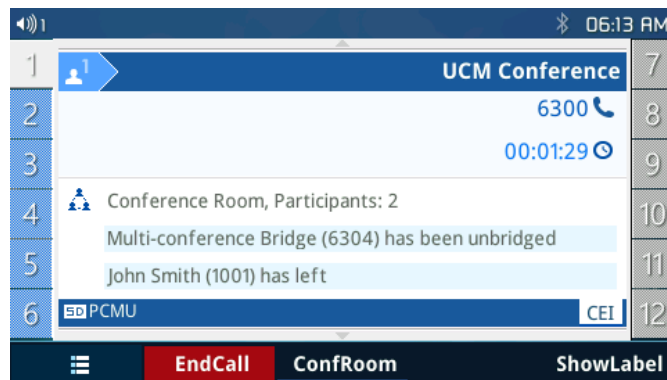 1 06:13 AM
1 1 UCM Conference 7
2 6300 8
3 00:01:29 9
4 Conference Room, Participants: 2 10
Multi-conference Bridge (6304) has been unbridged
5 John Smith (1001) has left 11
6 SD PCMU CEI 12
EndCall ConfRoom ShowLabel